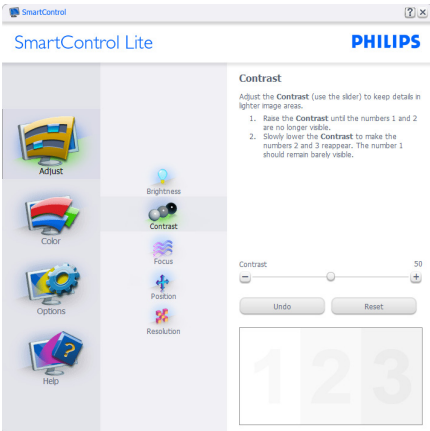 SmartControl
SmartControl Lite
PHILIPS
Adjust
Color
Options
Help
Brightness
Contrast
Focus
Position
Resolution
Contrast
Adjust the Contrast (use the slider) to keep details in
lighter image areas.
1. Raise the Contrast until the numbers 1 and 2
are no longer visible.
2. Slowly lower the Contrast to make the
numbers 2 and 3 reappear. The number 1
should remain barely visible.
Contrast 50
Undo Reset
1 2 3